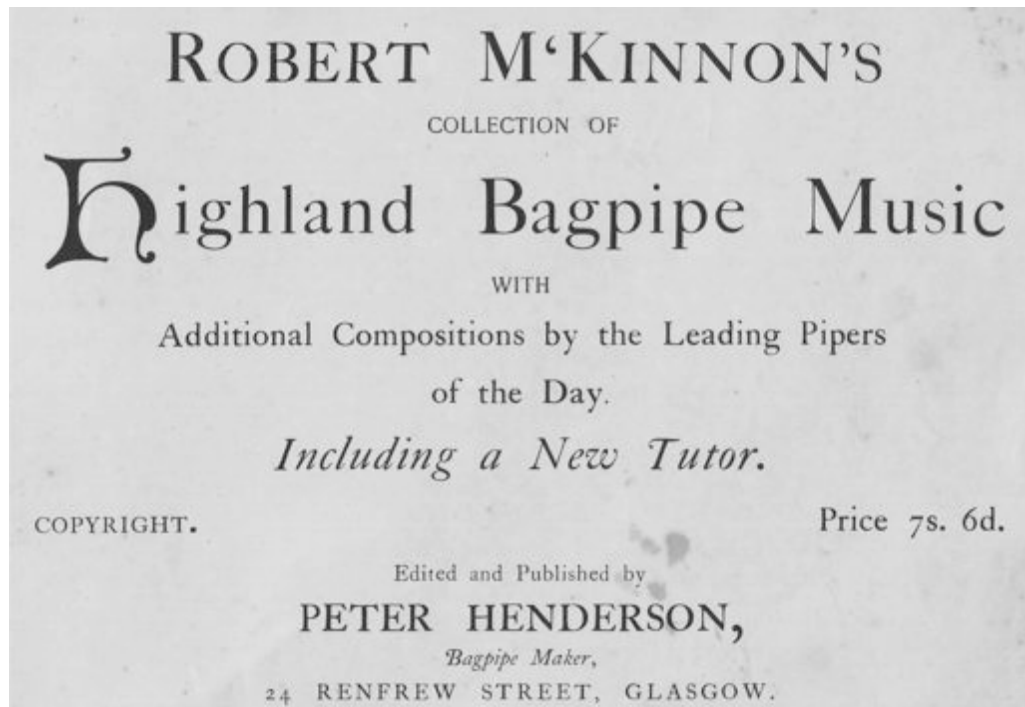 ROBERT M‘KINNON'S
COLLECTION OF
Highland Bagpipe Music
WITH
Additional Compositions by the Leading Pipers
of the Day.
Including a New Tutor.
COPYRIGHT. Price 7s. 6d.
Edited and Published by
PETER HENDERSON,
Bagpipe Maker,
24 RENFREW STREET, GLASGOW.